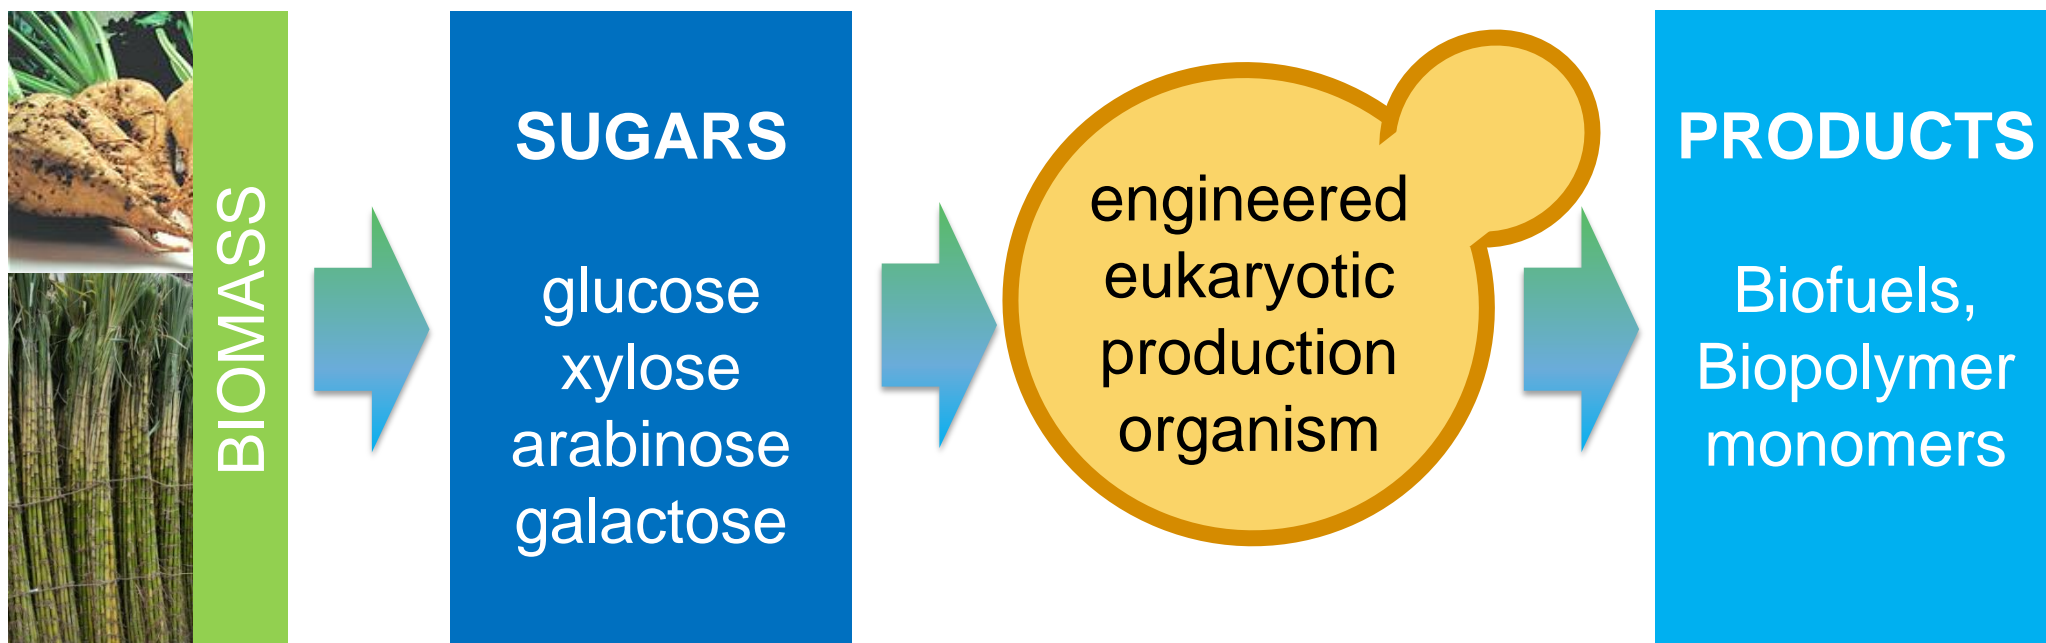 BIOMASS
SUGARS
glucose
xylose
arabinose
galactose
engineered
eukaryotic
production
organism
PRODUCTS
Biofuels,
Biopolymer
monomers